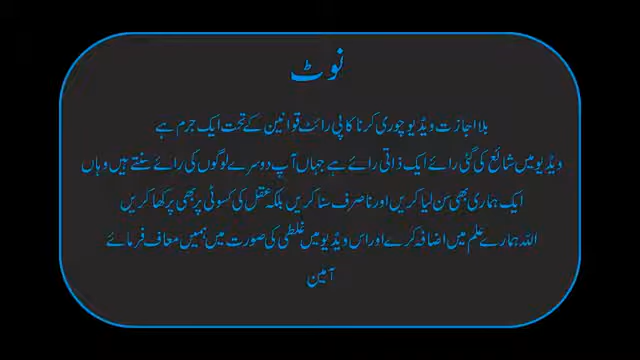 نوٹ
بلا اجازت ویڈیو چوری کرنا کاپی رائٹ قوانین کے تحت ایک جرم ہے
ویڈیو میں شائع کی گئی رائے ایک ذاتی رائے ہے جہاں آپ دوسرے لوگوں کی رائے سنتے ہیں وہاں
ایک ہماری بھی سن لیا کریں اور نا صرف سنا کریں بلکہ عقل کی کسوٹی پر بھی پرکھا کریں
اللہ ہمارے علم میں اضافہ کرے اور اس ویڈیو میں غلطی کی صورت میں ہمیں معاف فرمائے
آمین